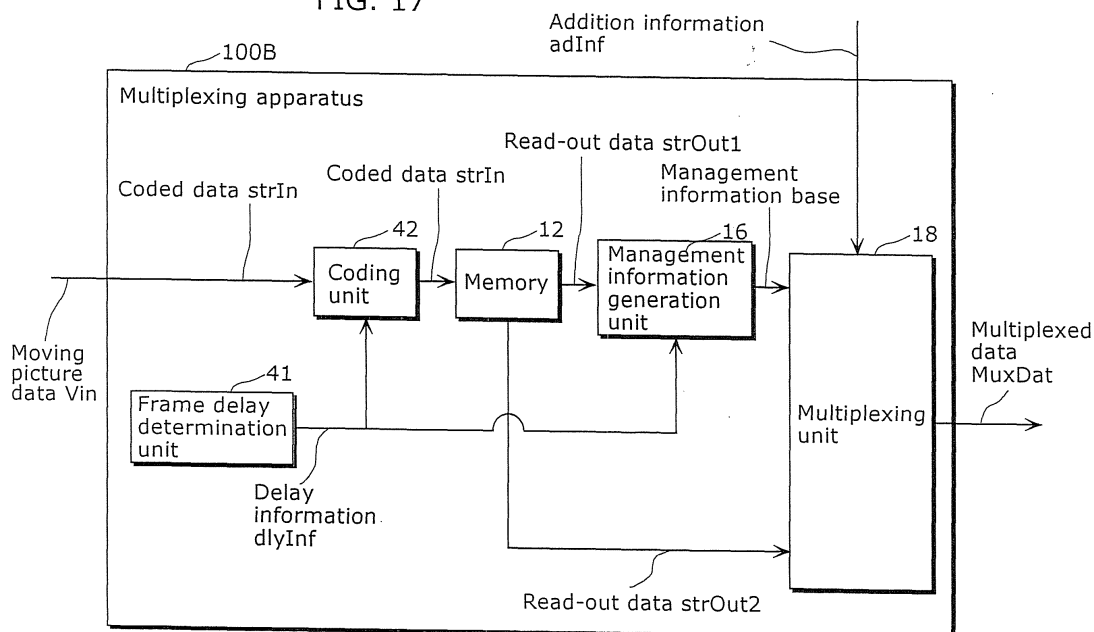 FIG. 17
Addition information
adInf
100B
Multiplexing apparatus
Read-out data strOut1
Coded data strIn
Coded data strIn
Management
information base
42
12
16
18
Coding
unit
Memory
Management
information
generation
unit
Moving
picture
data Vin
41
Frame delay
determination
unit
Multiplexing
unit
Multiplexed
data
MuxDat
Delay
information
dlyInf
Read-out data strOut2